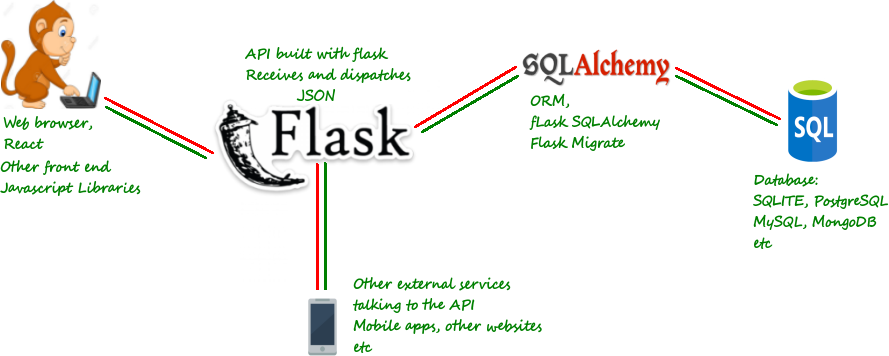 API built with flask
Receives and dispatches
JSON
Flask
Web browser,
React
Other front end
Javascript Libraries
SQLAlchemy
ORM,
fLask SQLAlchemy
Flask Migrate
SQL
Database:
SQLITE, PostgreSQL
MySQL, MongoDB
etc
Other external services
talking to the API
Mobile apps, other websites
etc